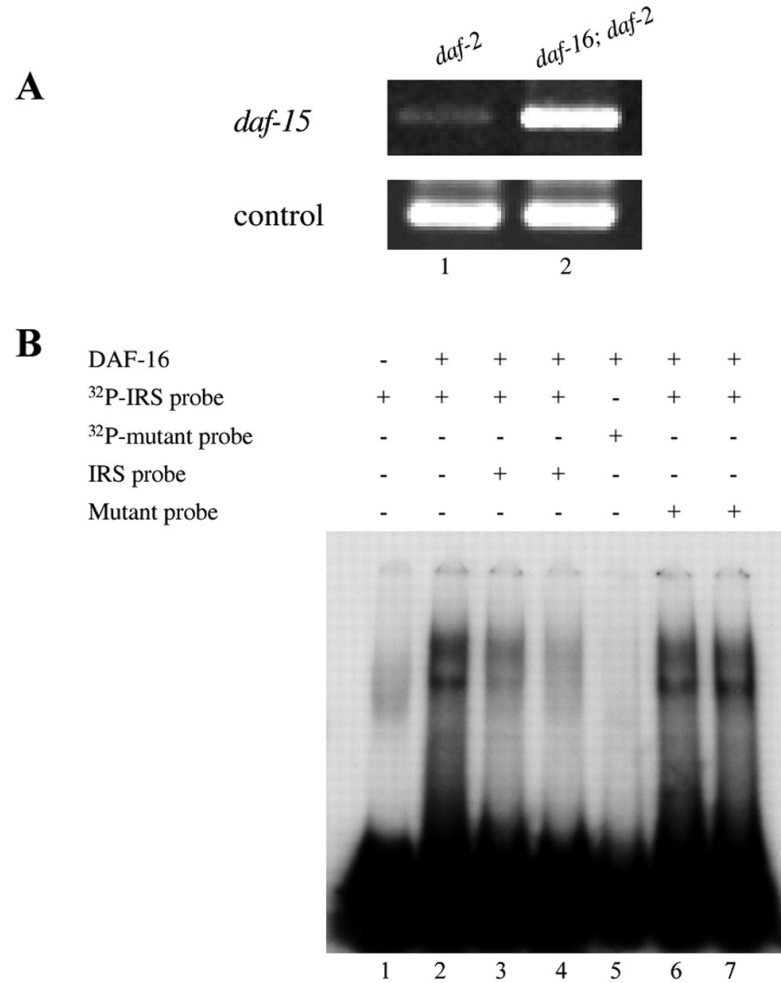 A
daf-2 daf-16; daf-2
daf-15
control
1 2
B
DAF-16 - + + + + + +
³²P-IRS probe + + + + - + +
³²P-mutant probe - - - - + - -
IRS probe - - + + - - -
Mutant probe - - - - - + +
1 2 3 4 5 6 7